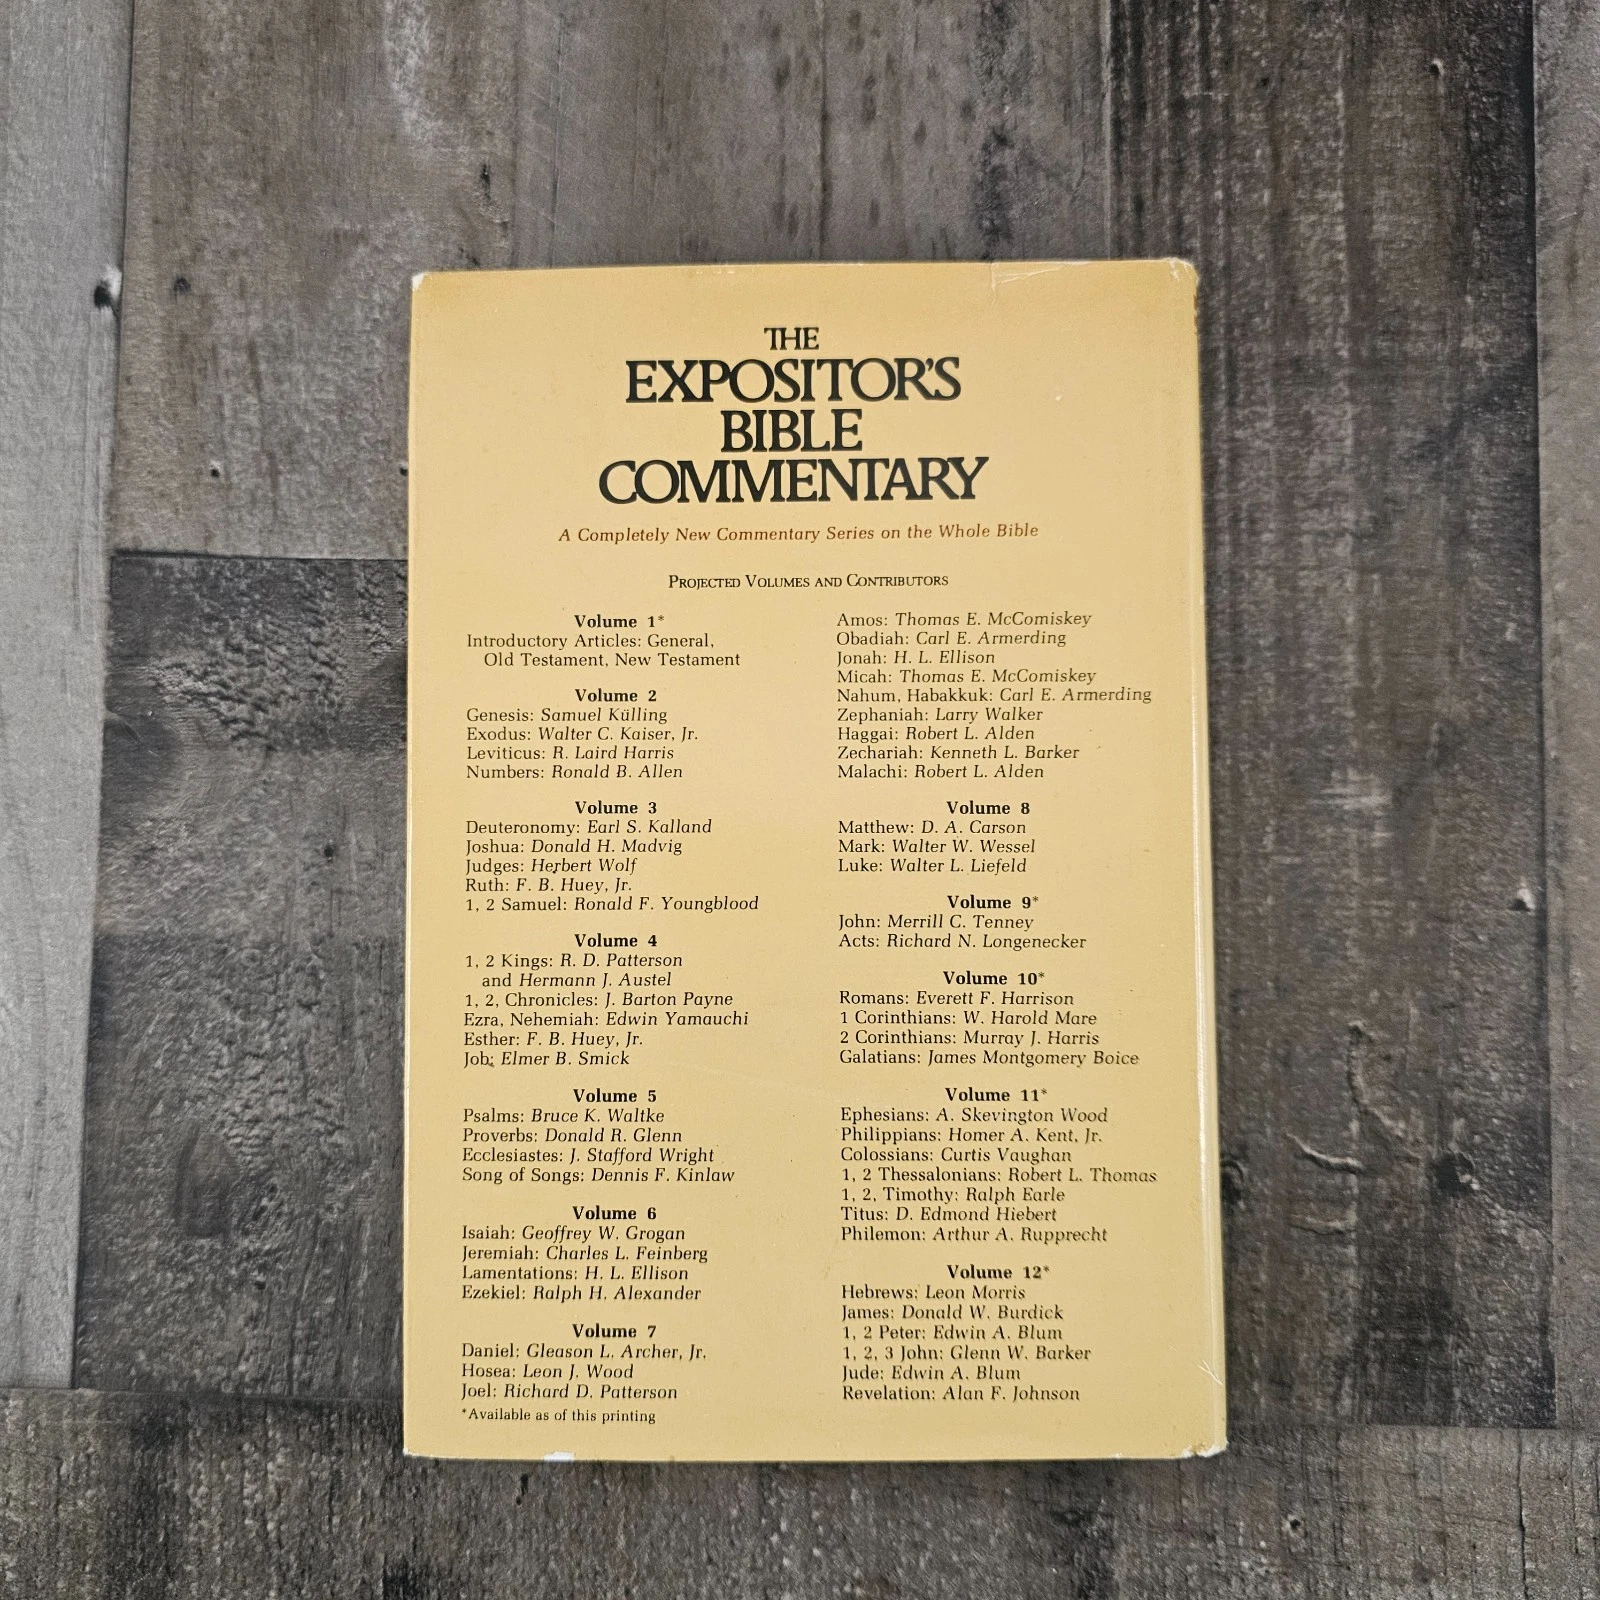 THE
EXPOSITOR'S
BIBLE
COMMENTARY
A Completely New Commentary Series on the Whole Bible
PROJECTED VOLUMES AND CONTRIBUTORS
Volume 1*
Introductory Articles: General,
Old Testament, New Testament
Volume 2
Genesis: Samuel Külling
Exodus: Walter C. Kaiser, Jr.
Leviticus: R. Laird Harris
Numbers: Ronald B. Allen
Volume 3
Deuteronomy: Earl S. Kalland
Joshua: Donald H. Madvig
Judges: Herbert Wolf
Ruth: F. B. Huey, Jr.
1, 2 Samuel: Ronald F. Youngblood
Volume 4
1, 2 Kings: R. D. Patterson
and Hermann J. Austel
1, 2, Chronicles: J. Barton Payne
Ezra, Nehemiah: Edwin Yamauchi
Esther: F. B. Huey, Jr.
Job: Elmer B. Smick
Volume 5
Psalms: Bruce K. Waltke
Proverbs: Donald R. Glenn
Ecclesiastes: J. Stafford Wright
Song of Songs: Dennis F. Kinlaw
Volume 6
Isaiah: Geoffrey W. Grogan
Jeremiah: Charles L. Feinberg
Lamentations: H. L. Ellison
Ezekiel: Ralph H. Alexander
Volume 7
Daniel: Gleason L. Archer, Jr.
Hosea: Leon J. Wood
Joel: Richard D. Patterson
*Available as of this printing
Amos: Thomas E. McComiskey
Obadiah: Carl E. Armerding
Jonah: H. L. Ellison
Micah: Thomas E. McComiskey
Nahum, Habakkuk: Carl E. Armerding
Zephaniah: Larry Walker
Haggai: Robert L. Alden
Zechariah: Kenneth L. Barker
Malachi: Robert L. Alden
Volume 8
Matthew: D. A. Carson
Mark: Walter W. Wessel
Luke: Walter L. Liefeld
Volume 9*
John: Merrill C. Tenney
Acts: Richard N. Longenecker
Volume 10*
Romans: Everett F. Harrison
1 Corinthians: W. Harold Mare
2 Corinthians: Murray J. Harris
Galatians: James Montgomery Boice
Volume 11*
Ephesians: A. Skevington Wood
Philippians: Homer A. Kent, Jr.
Colossians: Curtis Vaughan
1, 2 Thessalonians: Robert L. Thomas
1, 2, Timothy: Ralph Earle
Titus: D. Edmond Hiebert
Philemon: Arthur A. Rupprecht
Volume 12*
Hebrews: Leon Morris
James: Donald W. Burdick
1, 2 Peter: Edwin A. Blum
1, 2, 3 John: Glenn W. Barker
Jude: Edwin A. Blum
Revelation: Alan F. Johnson